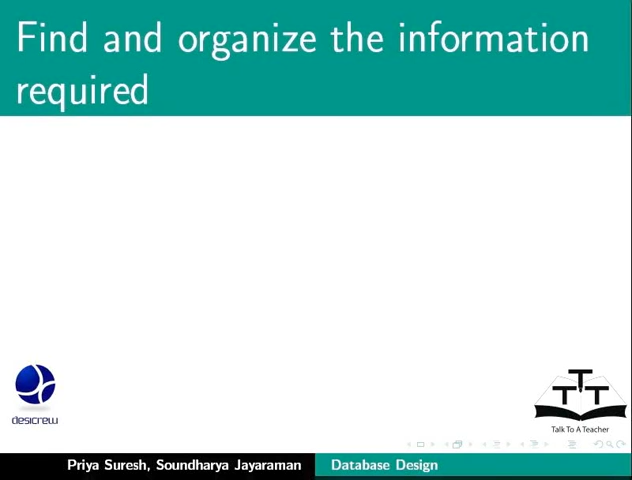 Find and organize the information
required
desicrew
T T T
Talk To A Teacher
Priya Suresh, Soundharya Jayaraman Database Design